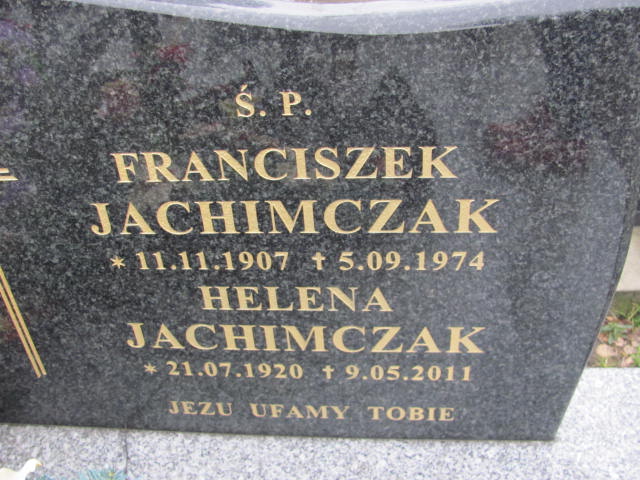 Ś. P.
FRANCISZEK
JACHIMCZAK
* 11.11.1907 † 5.09.1974
HELENA
JACHIMCZAK
* 21.07.1920 † 9.05.2011
JEZU UFAMY TOBIE